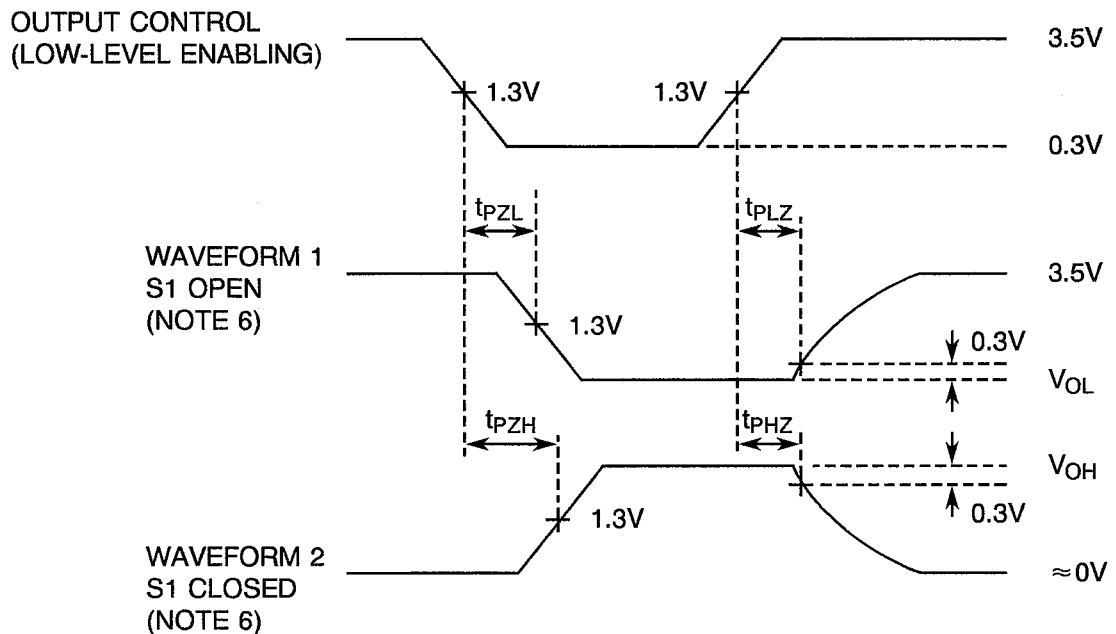 OUTPUT CONTROL
(LOW-LEVEL ENABLING)
1.3V
1.3V
3.5V
0.3V
tPZL
tPLZ
WAVEFORM 1
S1 OPEN
(NOTE 6)
1.3V
3.5V
0.3V
VOL
tPZH
tPHZ
VOH
1.3V
0.3V
WAVEFORM 2
S1 CLOSED
(NOTE 6)
≈0V